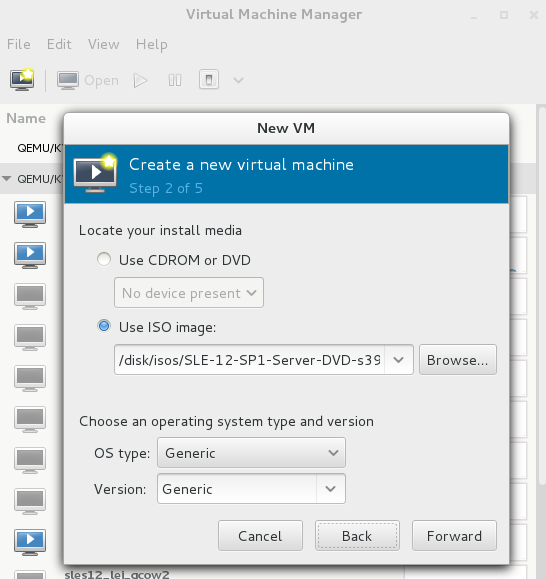 Virtual Machine Manager
File Edit View Help
Open
Name
QEMU/K
QEMU/K
New VM
Create a new virtual machine
Step 2 of 5
Locate your install media
Use CDROM or DVD
No device present
Use ISO image:
/disk/isos/SLE-12-SP1-Server-DVD-s39
Browse...
Choose an operating system type and version
OS type: Generic
Version: Generic
Cancel Back Forward
sles12_lei_qcow2